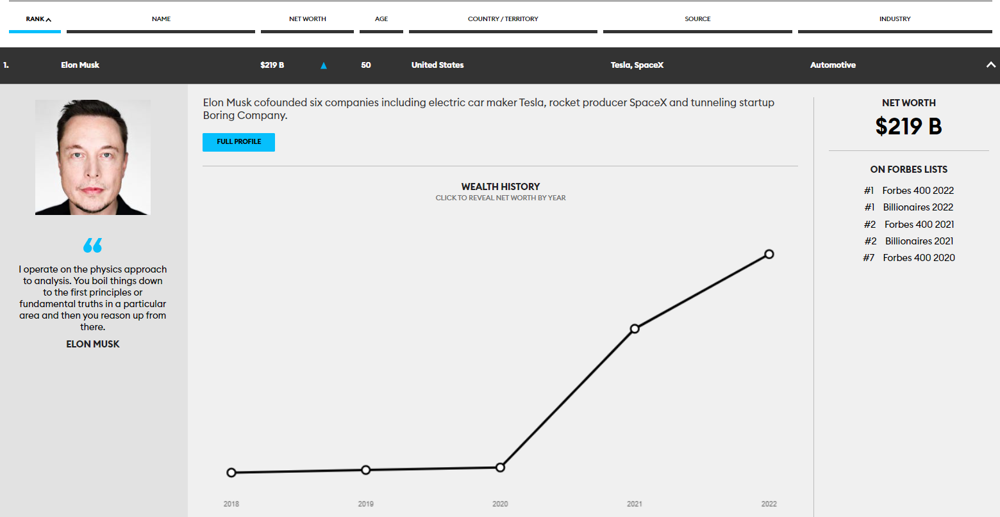 RANK NAME NET WORTH AGE COUNTRY / TERRITORY SOURCE INDUSTRY
1. Elon Musk $219 B 50 United States Tesla, SpaceX Automotive
Elon Musk cofounded six companies including electric car maker Tesla, rocket producer SpaceX and tunneling startup
Boring Company.
FULL PROFILE
WEALTH HISTORY
CLICK TO REVEAL NET WORTH BY YEAR
2018 2019 2020 2021 2022
“
I operate on the physics approach
to analysis. You boil things down
to the first principles or
fundamental truths in a particular
area and then you reason up from
there.
ELON MUSK
NET WORTH
$219 B
ON FORBES LISTS
#1 Forbes 400 2022
#1 Billionaires 2022
#2 Forbes 400 2021
#2 Billionaires 2021
#7 Forbes 400 2020